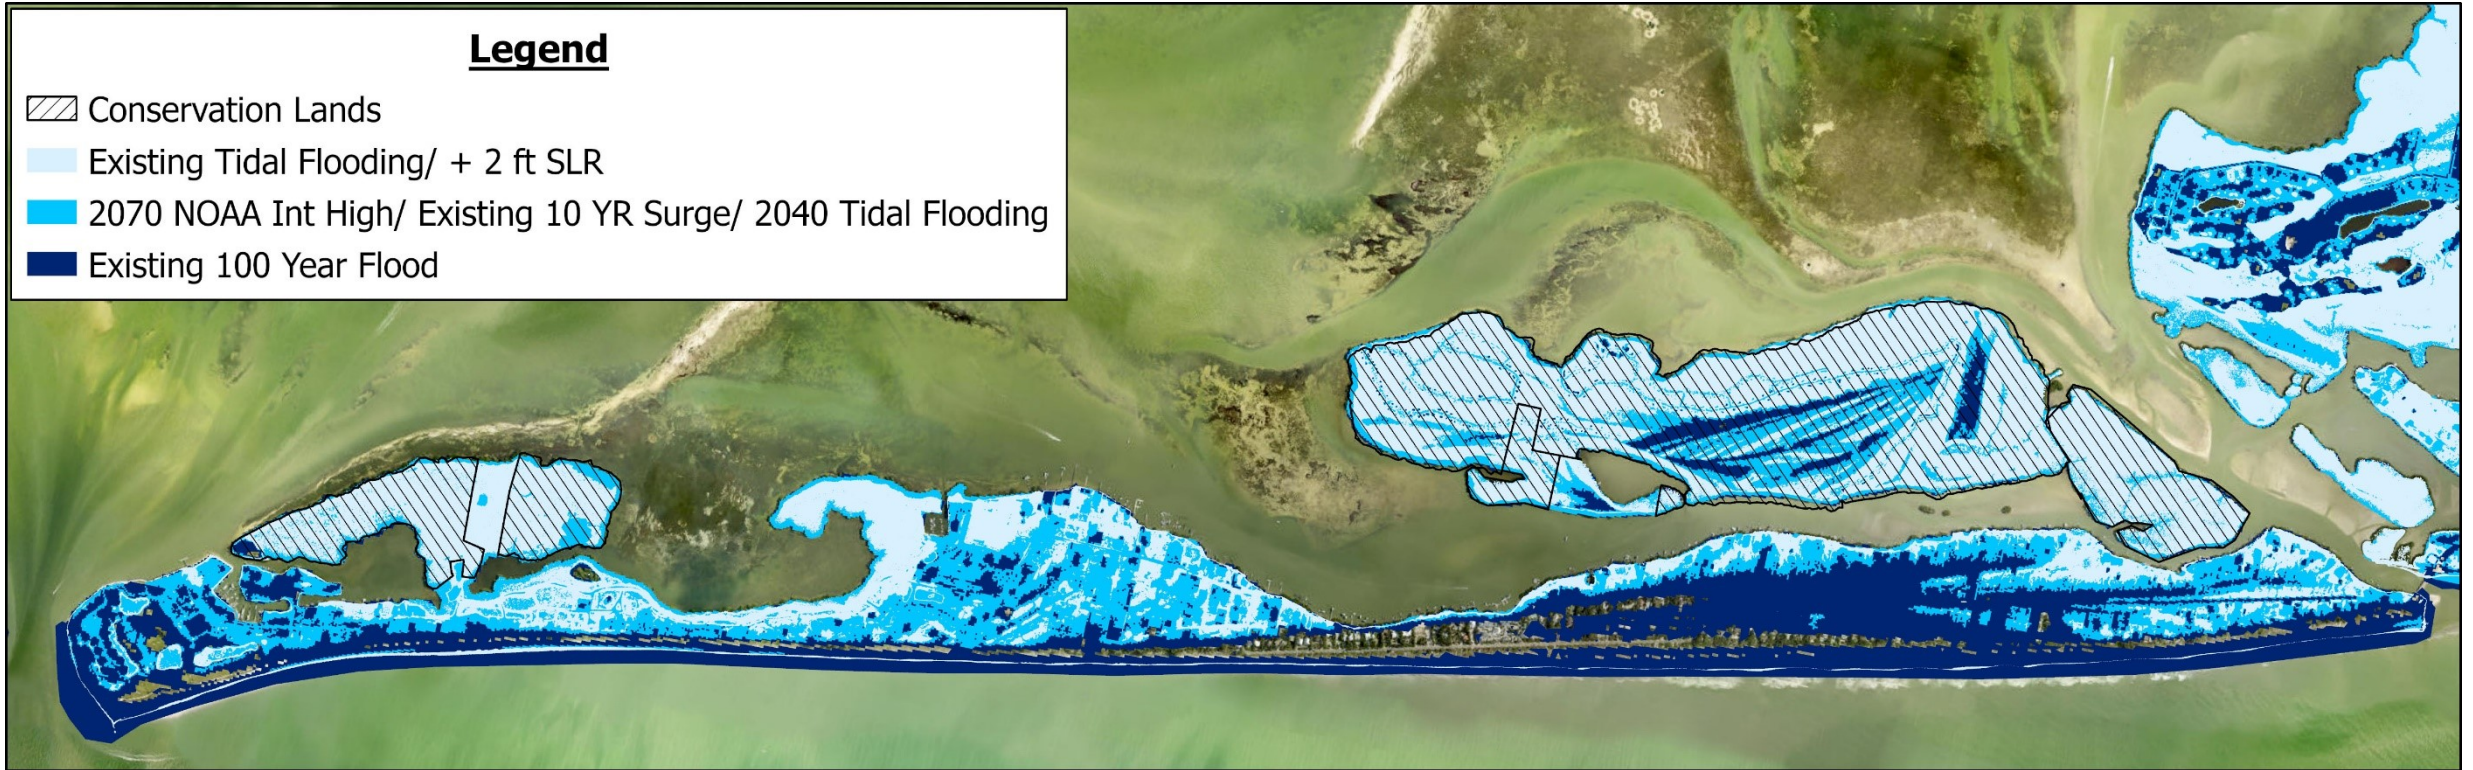 Legend
Conservation Lands
Existing Tidal Flooding/ + 2 ft SLR
2070 NOAA Int High/ Existing 10 YR Surge/ 2040 Tidal Flooding
Existing 100 Year Flood